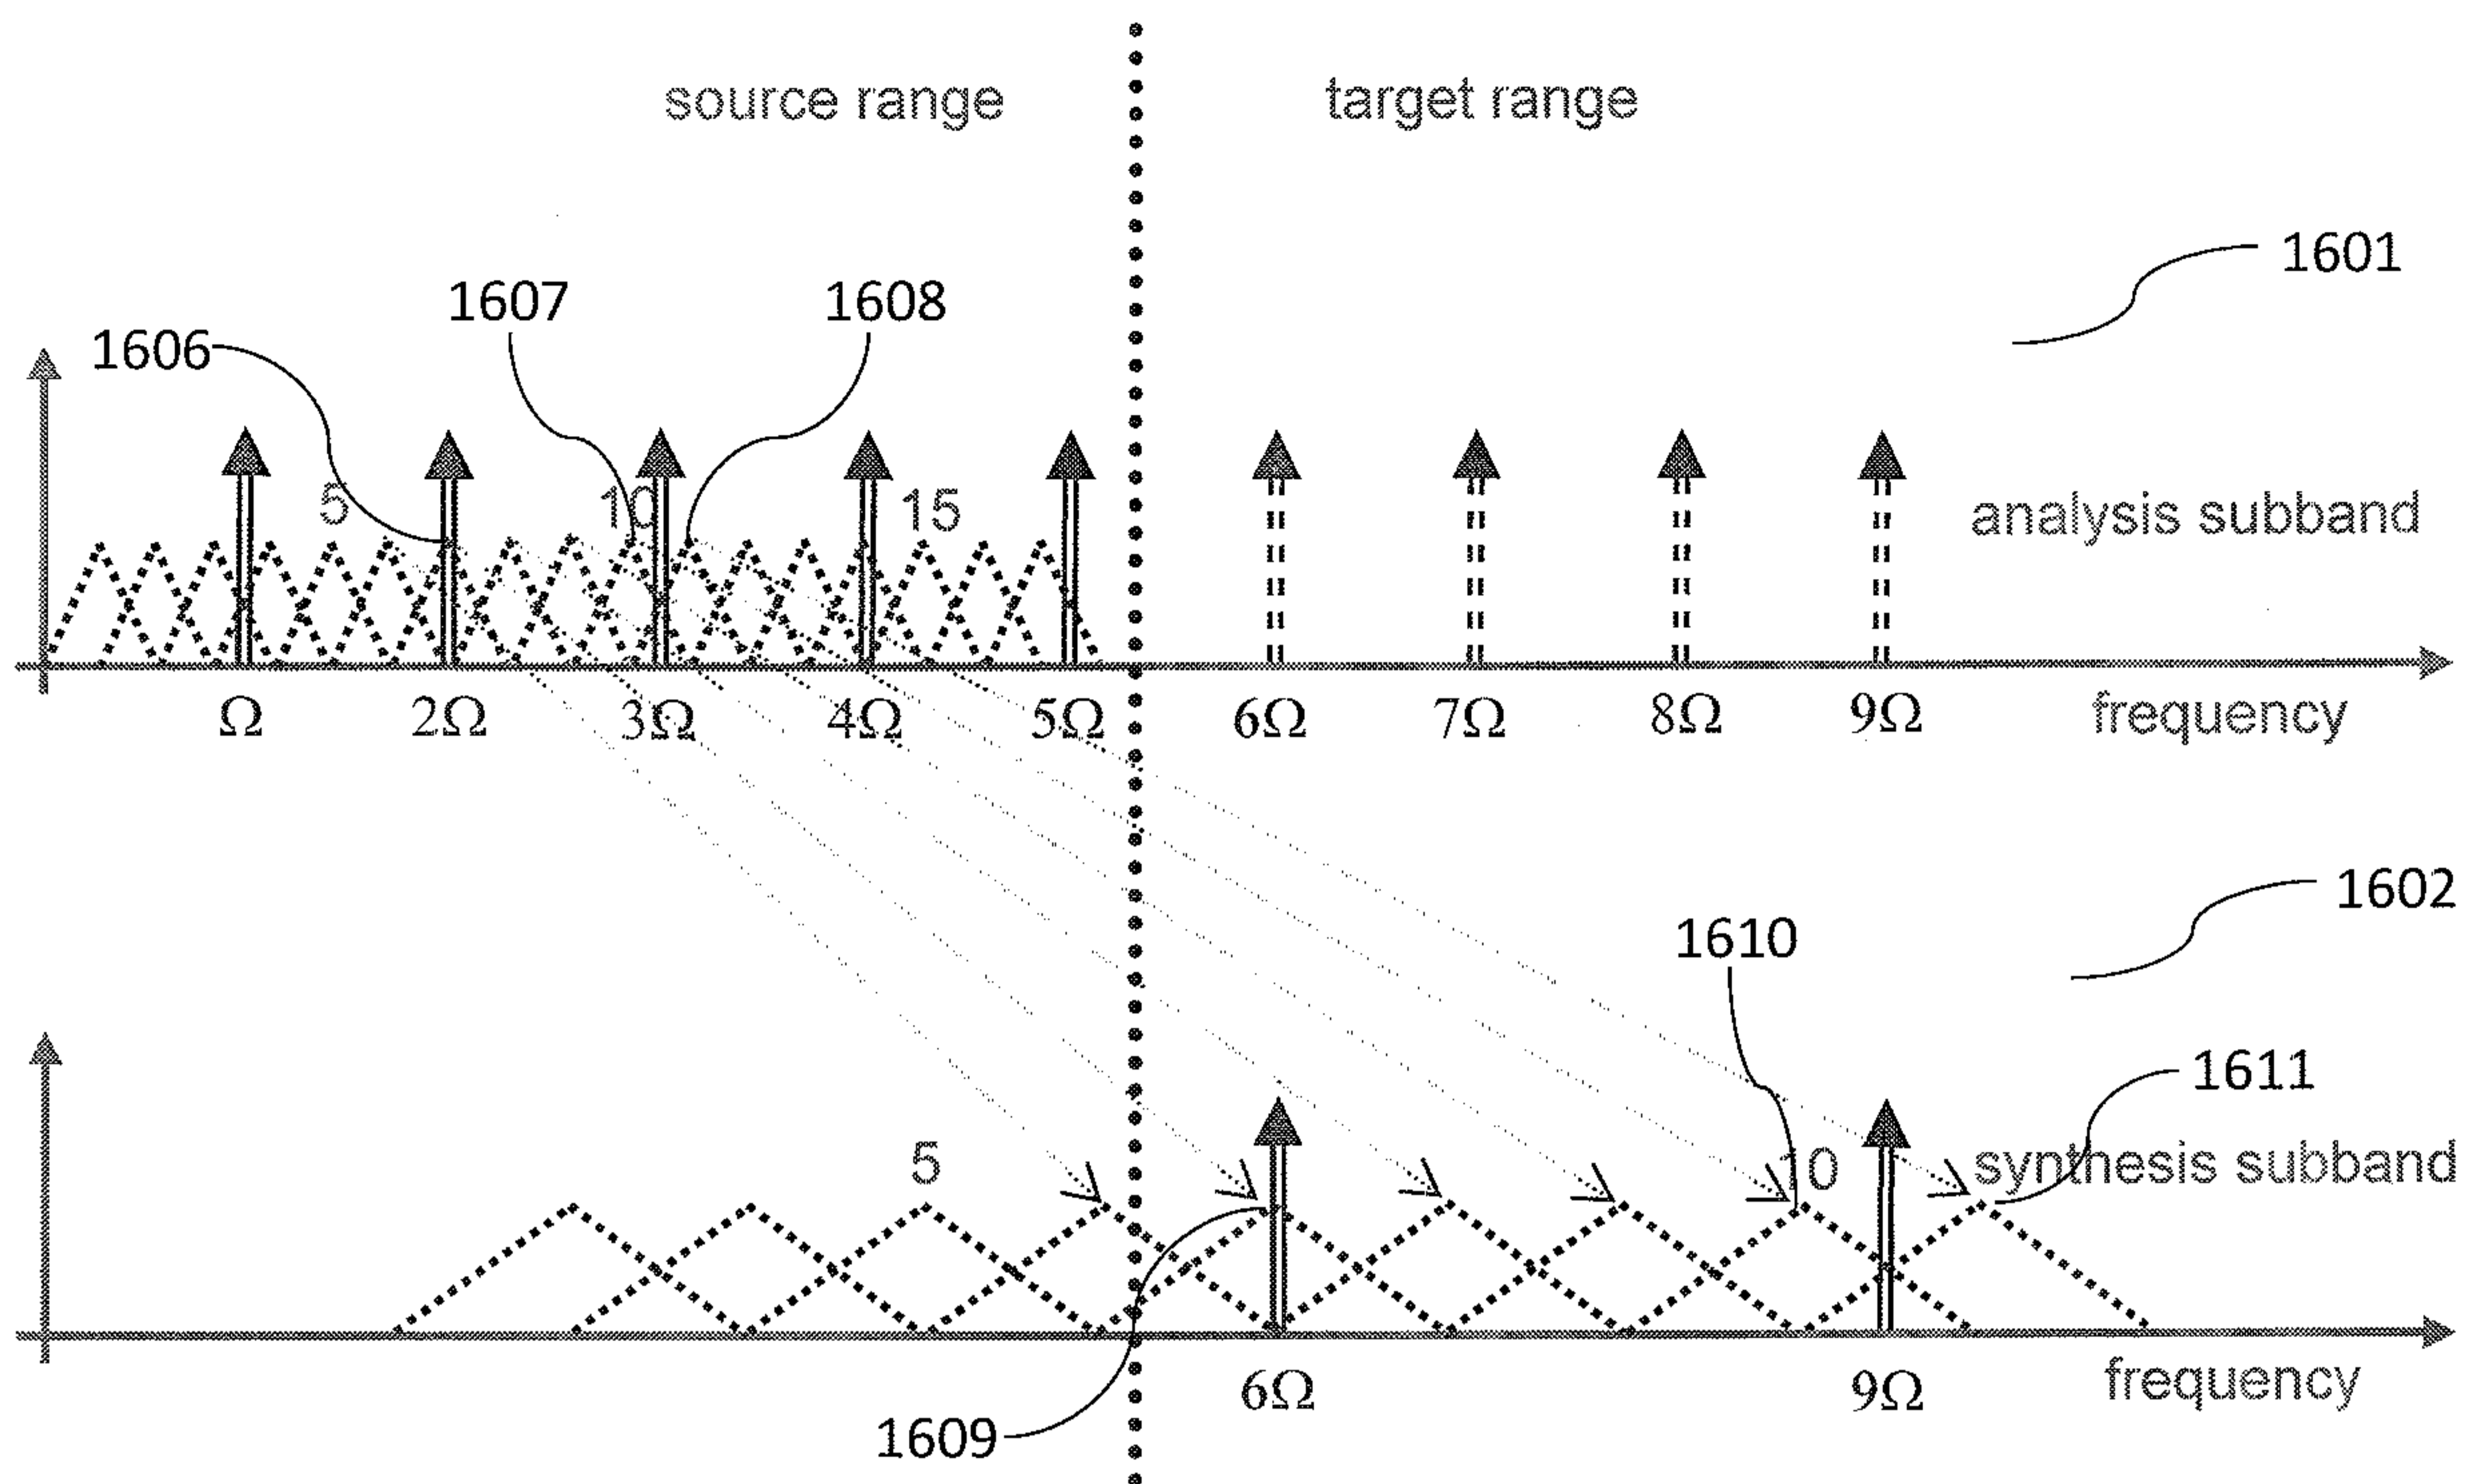 source range
target range
1601
1607
1608
1606
5
10
15
analysis subband
Ω
2Ω
3Ω
4Ω
5Ω
6Ω
7Ω
8Ω
9Ω
frequency
1602
1610
1611
5
10
synthesis subband
6Ω
9Ω
frequency
1609